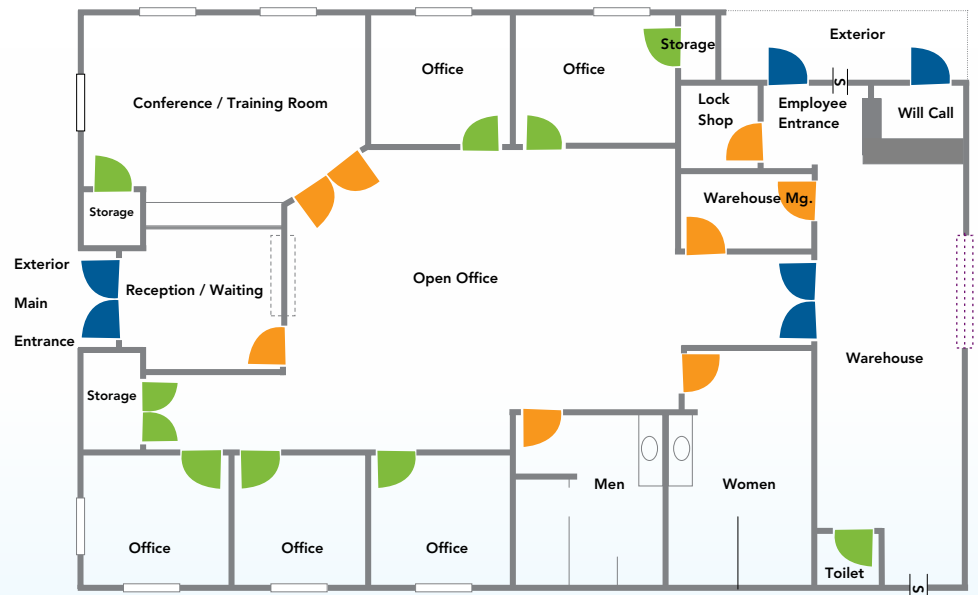 Exterior
Storage
Office
Office
Lock
Shop
Employee
Entrance
Will Call
Conference / Training Room
Warehouse Mg.
Storage
Exterior
Main
Entrance
Reception / Waiting
Open Office
Warehouse
Storage
Men
Women
Office
Office
Office
Toilet
S
S